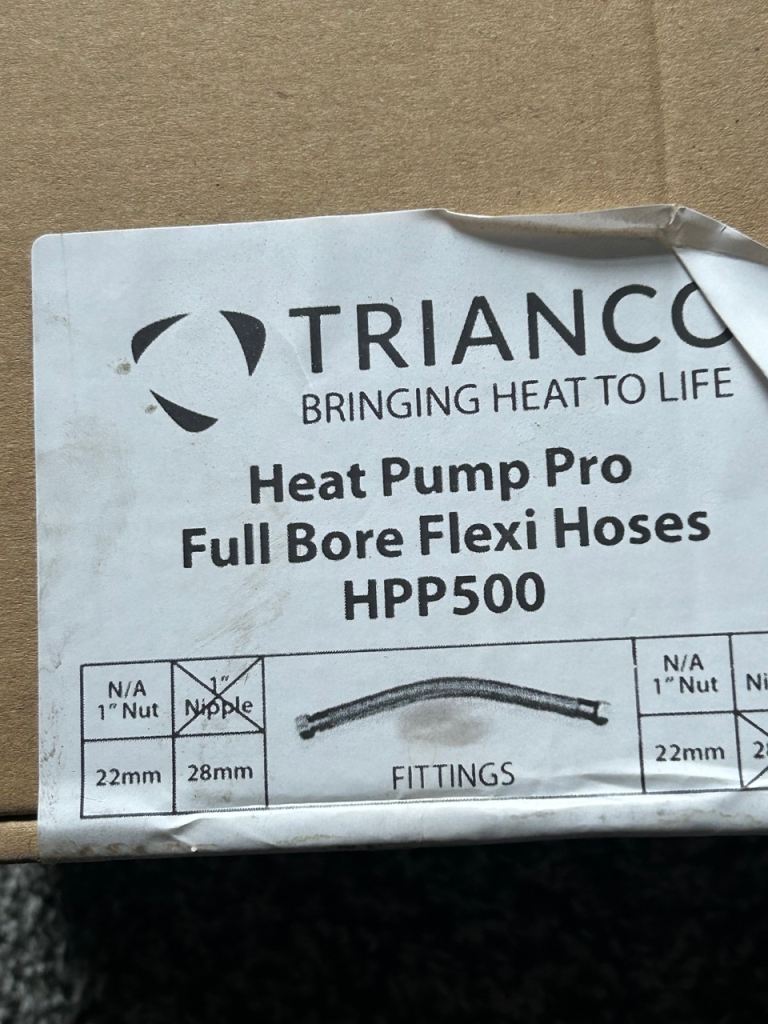 TRIANCO
BRINGING HEAT TO LIFE
Heat Pump Pro
Full Bore Flexi Hoses
HPP500
N/A
1" Nut
1"
Nipple
22mm
28mm
FITTINGS
N/A
1" Nut
22mm